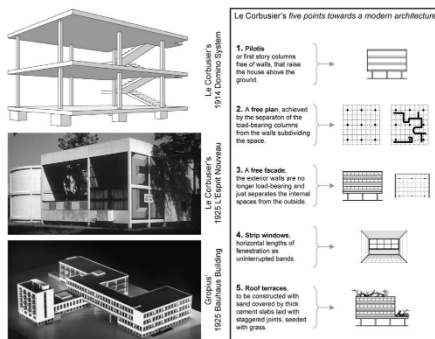 Le Corbusier's
1914 Domino System
Le Corbusier's
1925 L'Esprit Nouveau
Gropius'
1925 Bauhaus Building
Le Corbusier's five points towards a modern architecture
1. Pilotis
or first story columns
free of walls, that raise
the house above the
ground.
2. A free plan, achieved
by the separaton of the
load-bearing columns
from the walls subdividing
the space.
3. A free facade,
the exterior walls are no
longer load-bearing and
just separates the internal
spaces from the outside.
4. Strip windows,
horizontal lengths of
fenestration as
uninterrupted bands.
5. Roof terraces,
to be constructed with
sand covered by thick
cement slabs laid with
staggered joints, seeded
with grass.